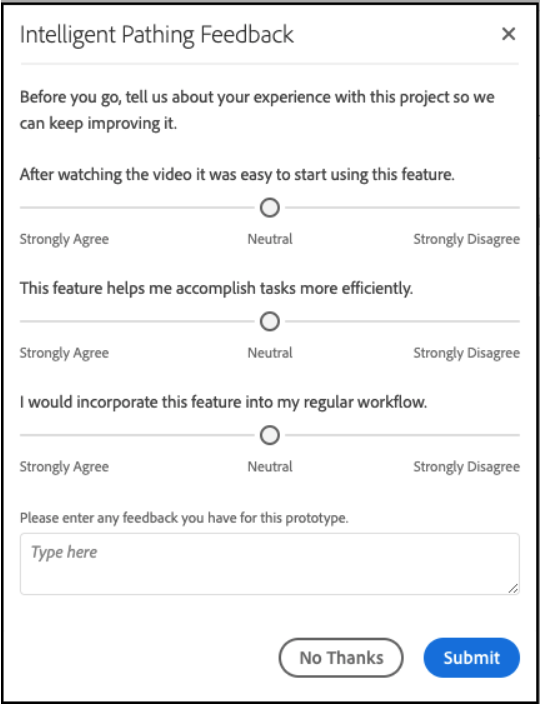 Intelligent Pathing Feedback
Before you go, tell us about your experience with this project so we
can keep improving it.
After watching the video it was easy to start using this feature.
Strongly Agree Neutral Strongly Disagree
This feature helps me accomplish tasks more efficiently.
Strongly Agree Neutral Strongly Disagree
I would incorporate this feature into my regular workflow.
Strongly Agree Neutral Strongly Disagree
Please enter any feedback you have for this prototype.
Type here
No Thanks Submit